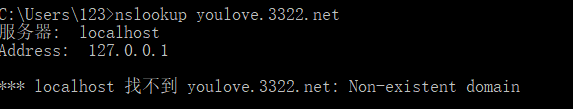 C:\Users\123>nslookup youlove.3322.net
服务器:  localhost
Address:  127.0.0.1
*** localhost 找不到 youlove.3322.net: Non-existent domain